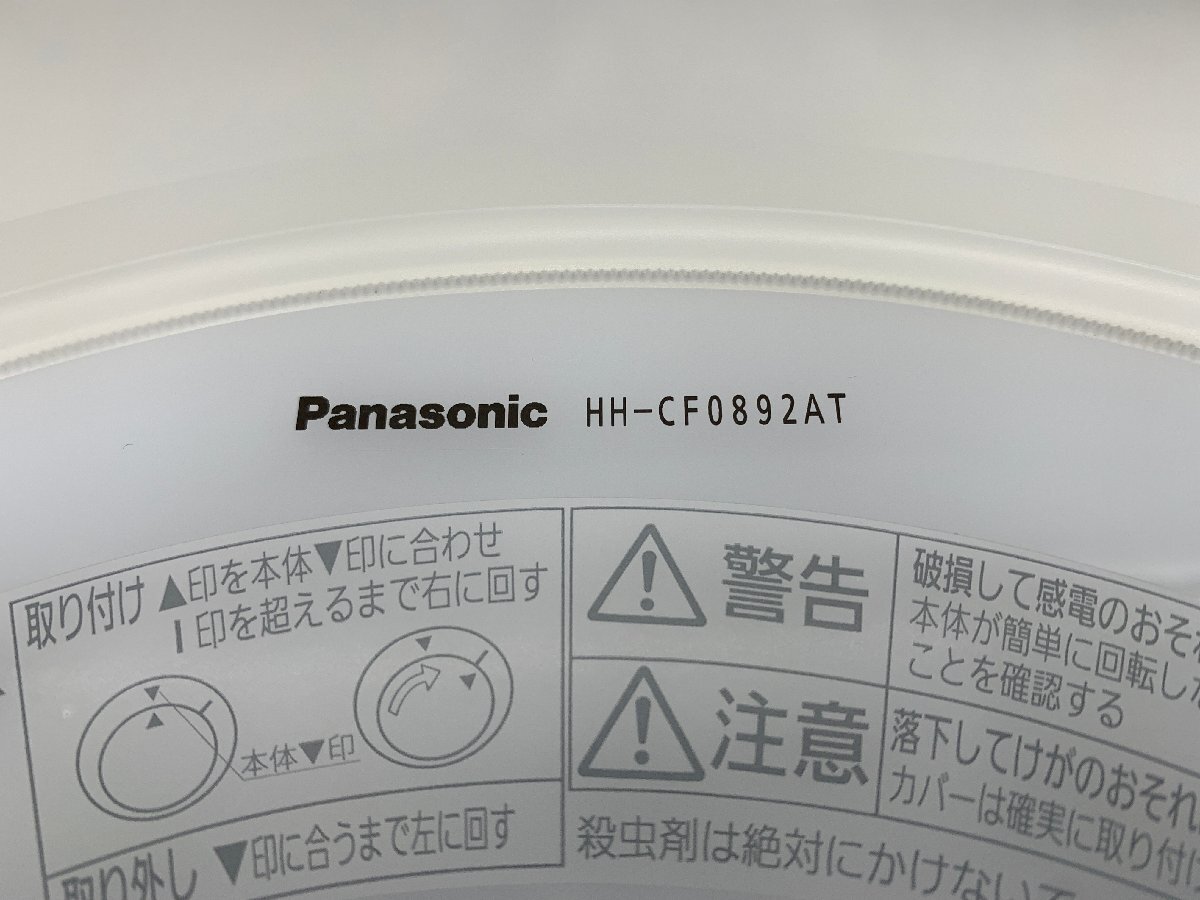 Panasonic HH-CF0892AT
取り付け
▲印を本体▼印に合わせ
┃印を超えるまで右に回す
本体▼印
取り外し
▼印に合うまで左に回す
警告
破損して感電のおそれ
本体が簡単に回転しな
ことを確認する
注意
落下してけがのおそれ
カバーは確実に取り付け
殺虫剤は絶対にかけないで